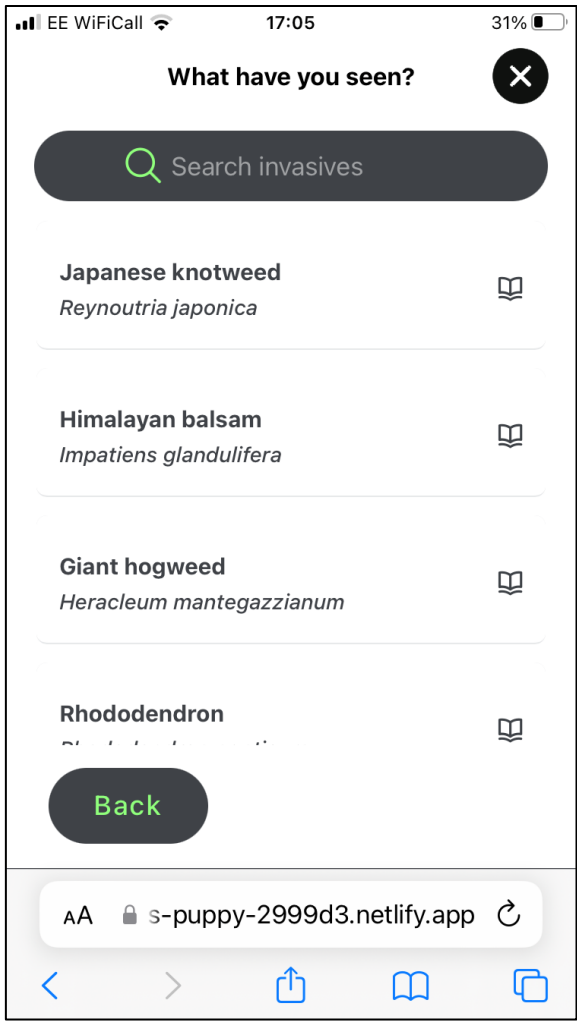 EE WiFiCall 17:05 31%
What have you seen?
Search invasives
Japanese knotweed
Reynoutria japonica
Himalayan balsam
Impatiens glandulifera
Giant hogweed
Heracleum mantegazzianum
Rhododendron
Back
AA s-puppy-2999d3.netlify.app